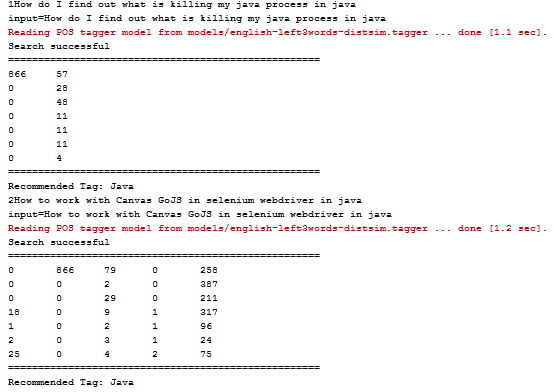 1How do I find out what is killing my java process in java
input=How do I find out what is killing my java process in java
Reading POS tagger model from models/english-left3words-distsim.tagger ... done [1.1 sec].
Search successful
====================================================
866 57
0 28
0 48
0 11
0 11
0 11
0 4
====================================================
Recommended Tag: Java
2How to work with Canvas GoJS in selenium webdriver in java
input=How to work with Canvas GoJS in selenium webdriver in java
Reading POS tagger model from models/english-left3words-distsim.tagger ... done [1.2 sec].
Search successful
====================================================
0 866 79 0 258
0 0 2 0 387
0 0 29 0 211
18 0 9 1 317
1 0 2 1 96
2 0 3 1 24
25 0 4 2 75
====================================================
Recommended Tag: Java